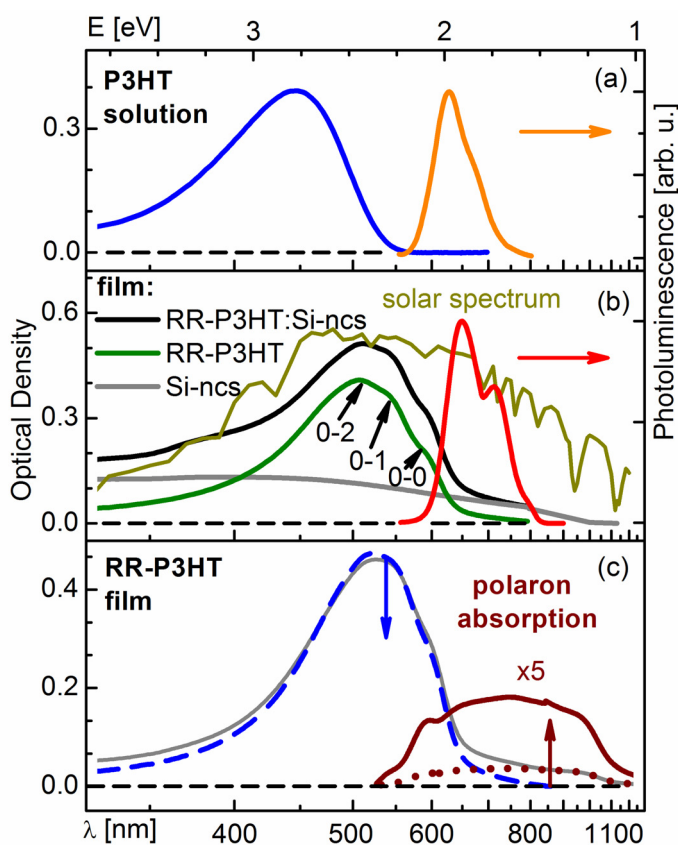 E [eV]
3 2 1
P3HT
solution
(a)
0.3
0.0
film:
solar spectrum
(b)
RR-P3HT:Si-ncs
RR-P3HT
Si-ncs
0.6
0.3
0.0
0-2
0-1
0-0
Optical Density
Photoluminescence [arb. u.]
RR-P3HT
film
(c)
polaron
absorption
x5
0.4
0.2
0.0
λ [nm] 400 500 600 800 1100